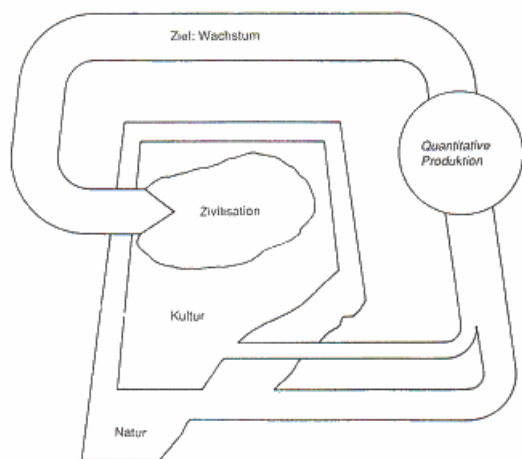 Ziel: Wachstum
Quantitative
Produktion
Zivilisation
Kultur
Natur